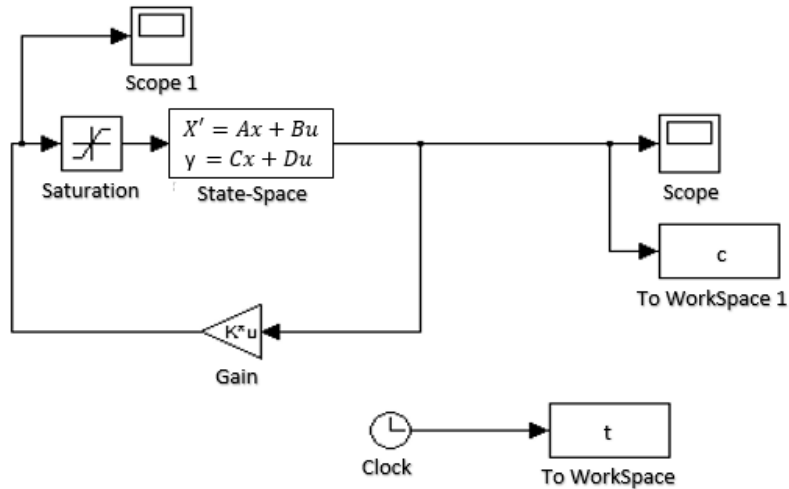 Scope 1
X′ = Ax + Bu
y = Cx + Du
Saturation
State-Space
Scope
c
To WorkSpace 1
K*u
Gain
t
Clock
To WorkSpace